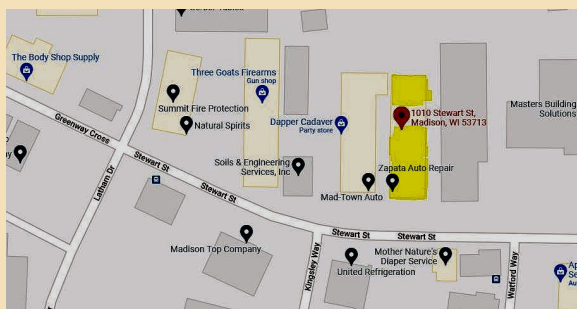 The Body Shop Supply
Three Goats Firearms
Gun shop
Summit Fire Protection
Natural Spirits
Dapper Cadaver
Party store
1010 Stewart St,
Madison, WI 53713
Masters Building
Solutions
Greenway Cross
Stewart St
Latham Dr
Stewart St
Soils & Engineering
Services, Inc
Zapata Auto Repair
Mad-Town Auto
Stewart St
Stewart St
Madison Top Company
Kingsley Way
Mother Nature's
Diaper Service
United Refrigeration
Watford Way